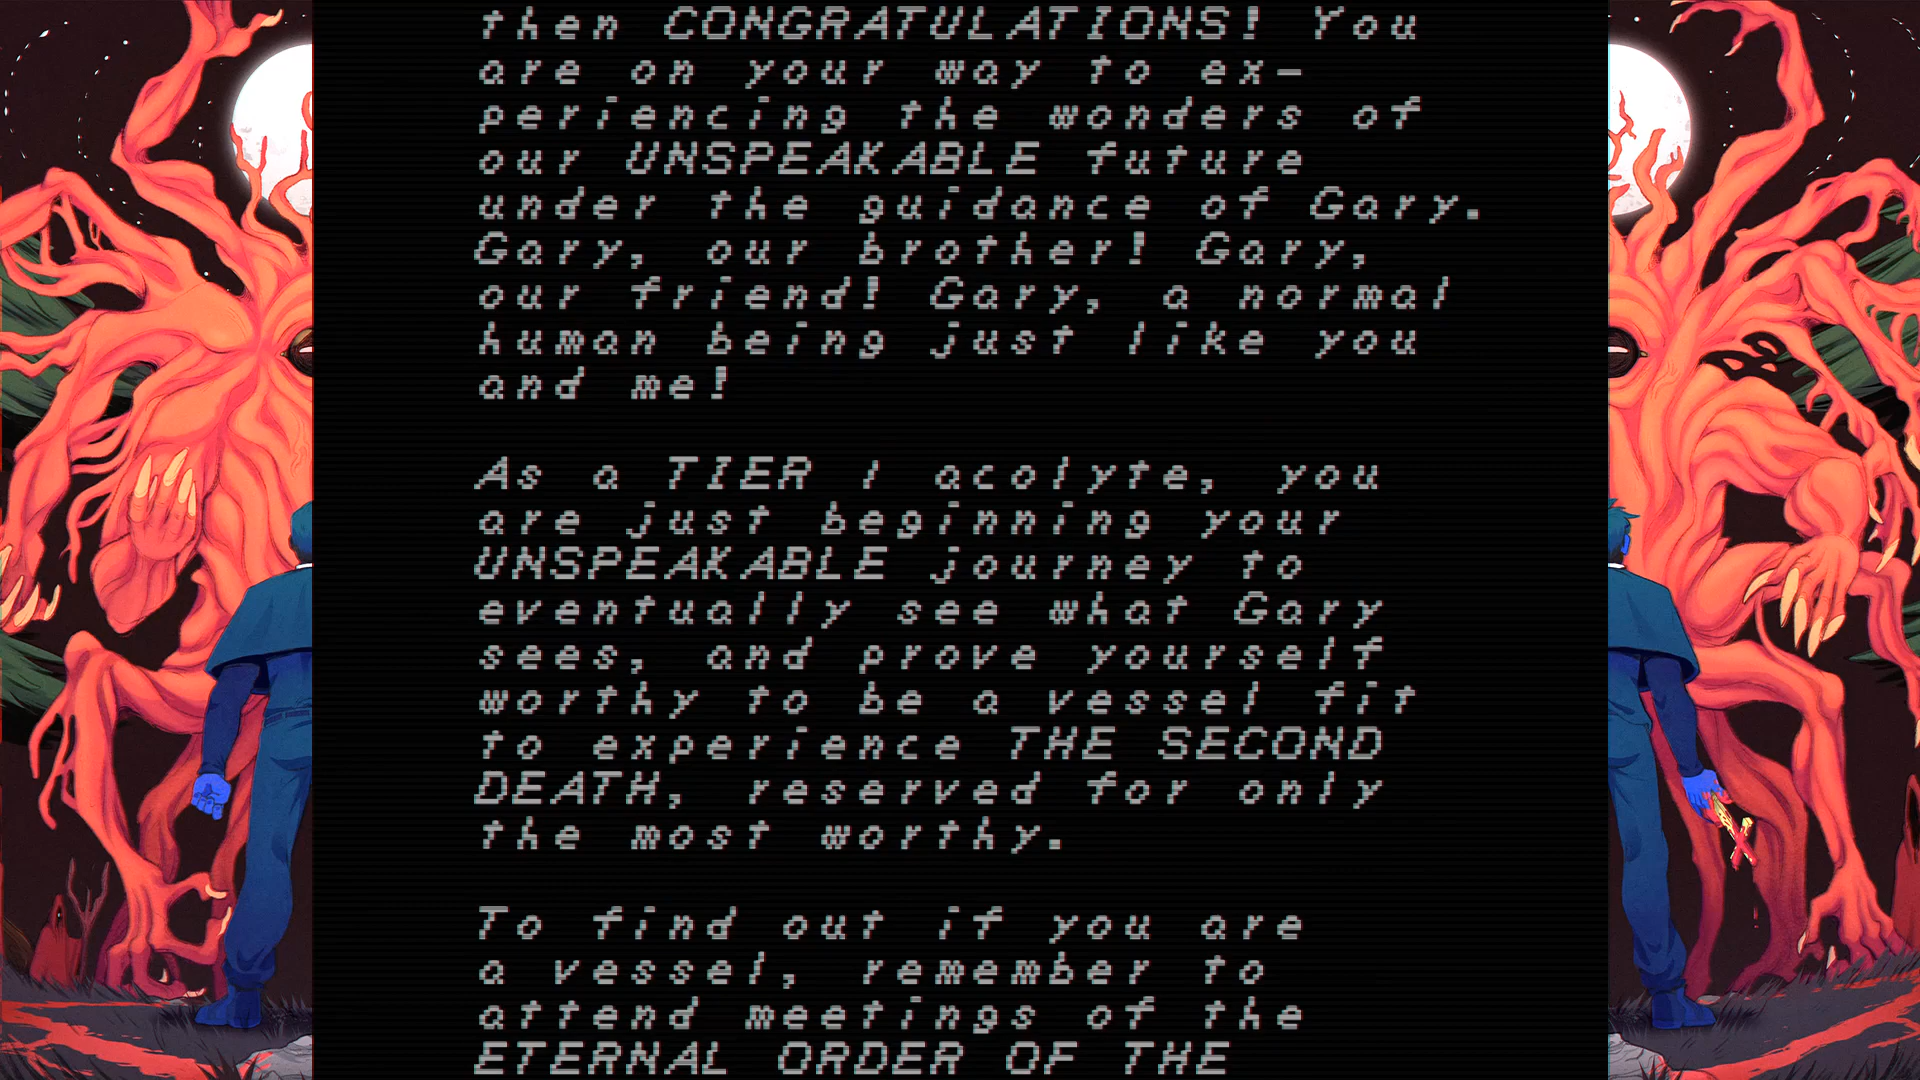 then CONGRATULATIONS! You
are on your way to ex-
periencing the wonders of
our UNSPEAKABLE future
under the guidance of Gary.
Gary, our brother! Gary,
our friend! Gary, a normal
human being just like you
and me!
As a TIER 1 acolyte, you
are just beginning your
UNSPEAKABLE journey to
eventually see what Gary
sees, and prove yourself
worthy to be a vessel fit
to experience THE SECOND
DEATH, reserved for only
the most worthy.
To find out if you are
a vessel, remember to
attend meetings of the
ETERNAL ORDER OF THE